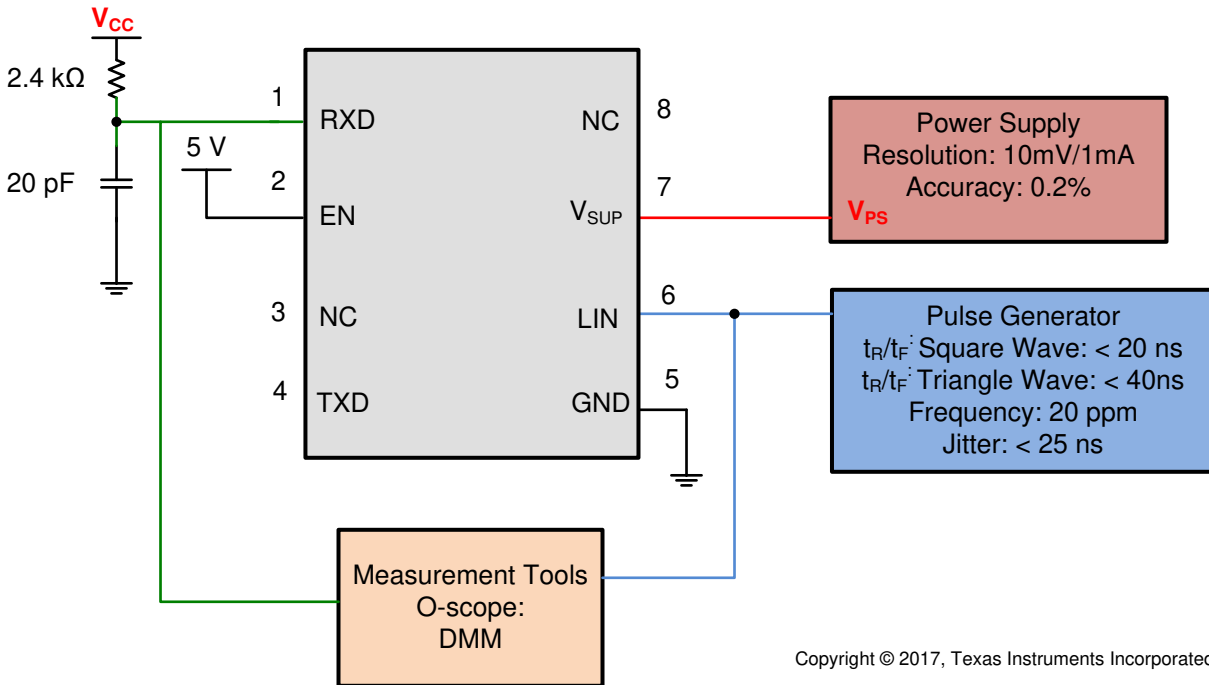 VCC
2.4 kΩ
20 pF
5 V
1
2
3
4
RXD
EN
NC
TXD
NC
VSUP
LIN
GND
8
7
6
5
Power Supply
Resolution: 10mV/1mA
Accuracy: 0.2%
VPS
Pulse Generator
tR/tF: Square Wave: < 20 ns
tR/tF: Triangle Wave: < 40ns
Frequency: 20 ppm
Jitter: < 25 ns
Measurement Tools
O-scope:
DMM
Copyright © 2017, Texas Instruments Incorporated